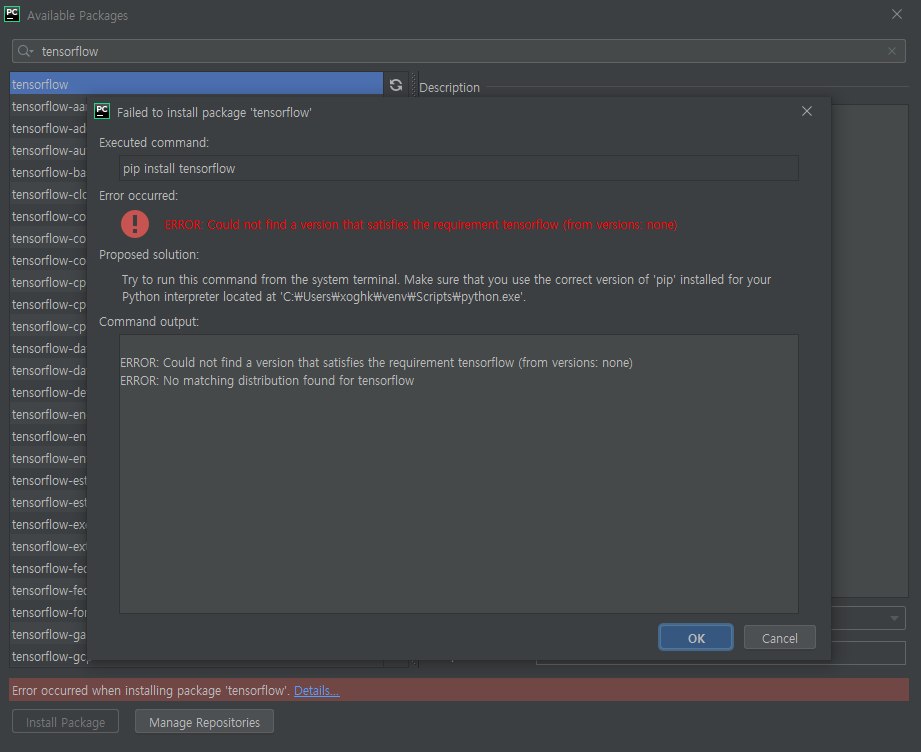 PC Available Packages
tensorflow
tensorflow
Description
tensorflow-aa
tensorflow-ad
tensorflow-au
tensorflow-ba
tensorflow-clo
tensorflow-co
tensorflow-co
tensorflow-co
tensorflow-cp
tensorflow-cp
tensorflow-cp
tensorflow-da
tensorflow-da
tensorflow-de
tensorflow-en
tensorflow-en
tensorflow-en
tensorflow-est
tensorflow-est
tensorflow-exe
tensorflow-ext
tensorflow-fed
tensorflow-fed
tensorflow-for
tensorflow-ga
tensorflow-gcp
PC Failed to install package 'tensorflow'
Executed command:
pip install tensorflow
Error occurred:
ERROR: Could not find a version that satisfies the requirement tensorflow (from versions: none)
Proposed solution:
Try to run this command from the system terminal. Make sure that you use the correct version of 'pip' installed for your
Python interpreter located at 'C:₩Users₩xoghk₩venv₩Scripts₩python.exe'.
Command output:
ERROR: Could not find a version that satisfies the requirement tensorflow (from versions: none)
ERROR: No matching distribution found for tensorflow
OK Cancel
Error occurred when installing package 'tensorflow'. Details...
Install Package Manage Repositories